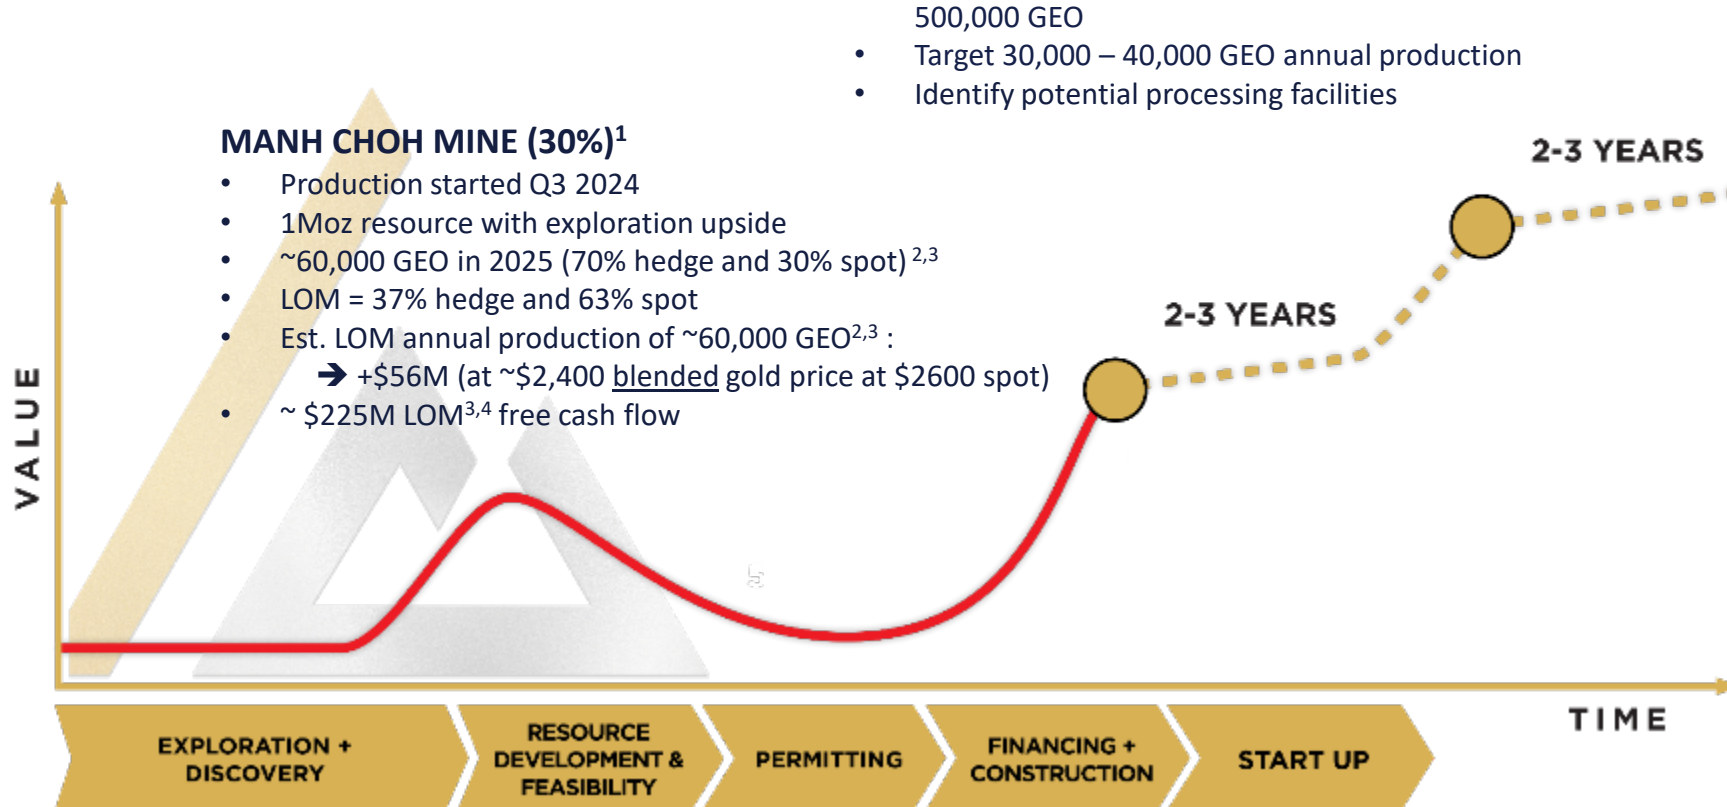 500,000 GEO
• Target 30,000 – 40,000 GEO annual production
• Identify potential processing facilities
MANH CHOH MINE (30%)1
• Production started Q3 2024
• 1Moz resource with exploration upside
• ~60,000 GEO in 2025 (70% hedge and 30% spot) 2,3
• LOM = 37% hedge and 63% spot
• Est. LOM annual production of ~60,000 GEO2,3 :
➔ +$56M (at ~$2,400 blended gold price at $2600 spot)
• ~ $225M LOM3,4 free cash flow
2-3 YEARS
2-3 YEARS
VALUE
TIME
EXPLORATION +
DISCOVERY
RESOURCE
DEVELOPMENT &
FEASIBILITY
PERMITTING
FINANCING +
CONSTRUCTION
START UP